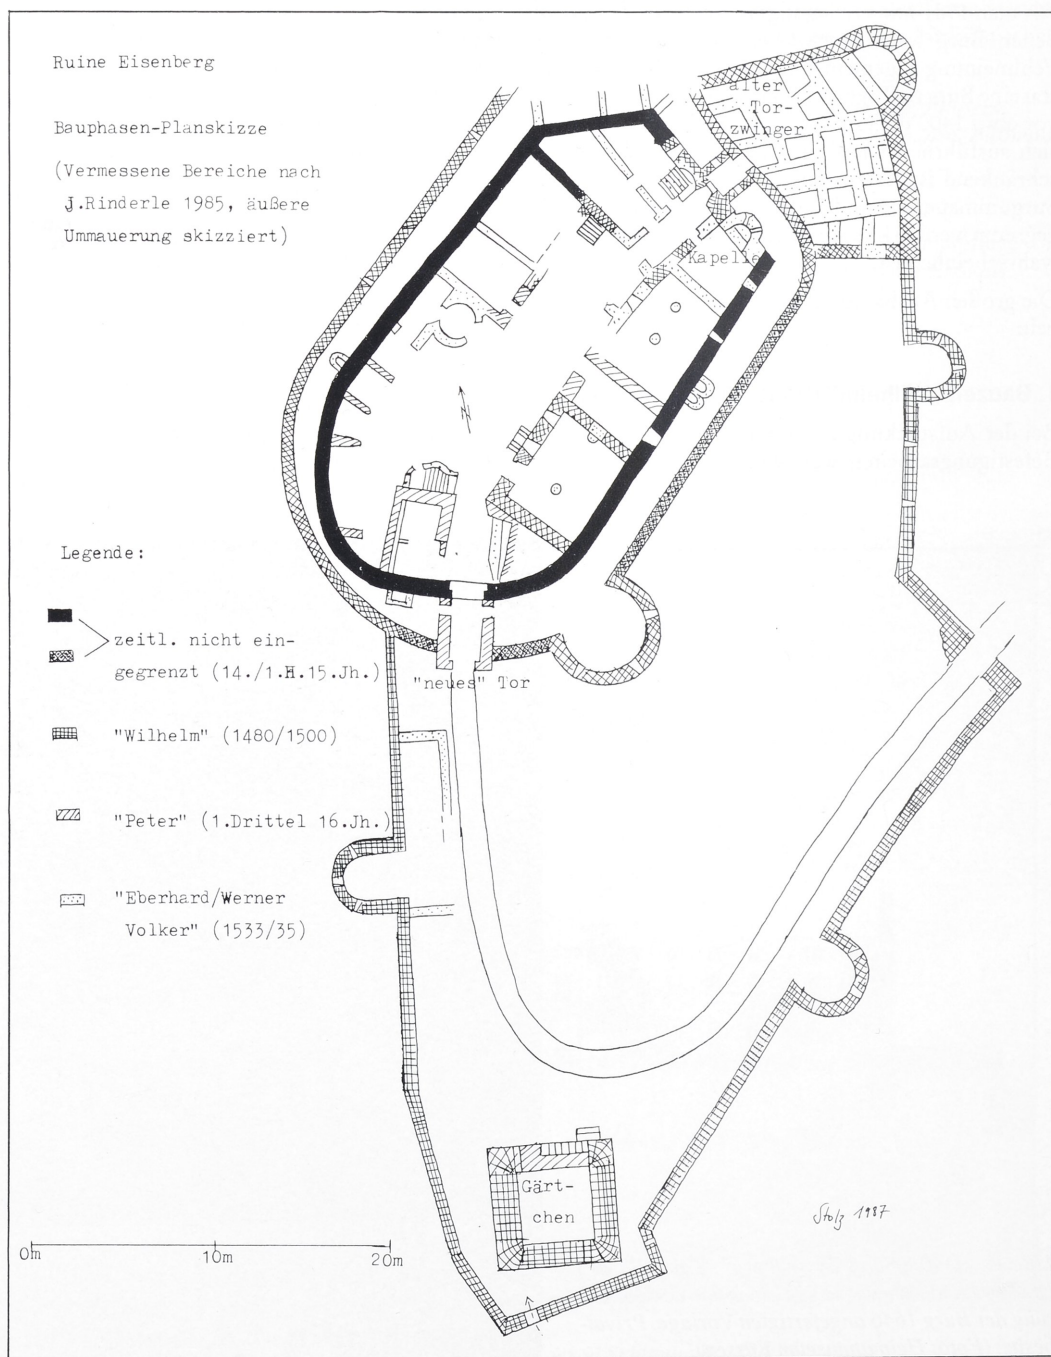 Ruine Eisenberg
Bauphasen-Planskizze
(Vermessene Bereiche nach
J.Rinderle 1985, äußere
Ummauerung skizziert)
alter
Tor-
zwinger
Kapelle
N
Legende:
zeitl. nicht ein-
gegrenzt (14./1.H.15.Jh.)
"neues" Tor
"Wilhelm" (1480/1500)
"Peter" (1.Drittel 16.Jh.)
"Eberhard/Werner
Volker" (1533/35)
Gärt-
chen
Stolz 1987
0m
10m
20m